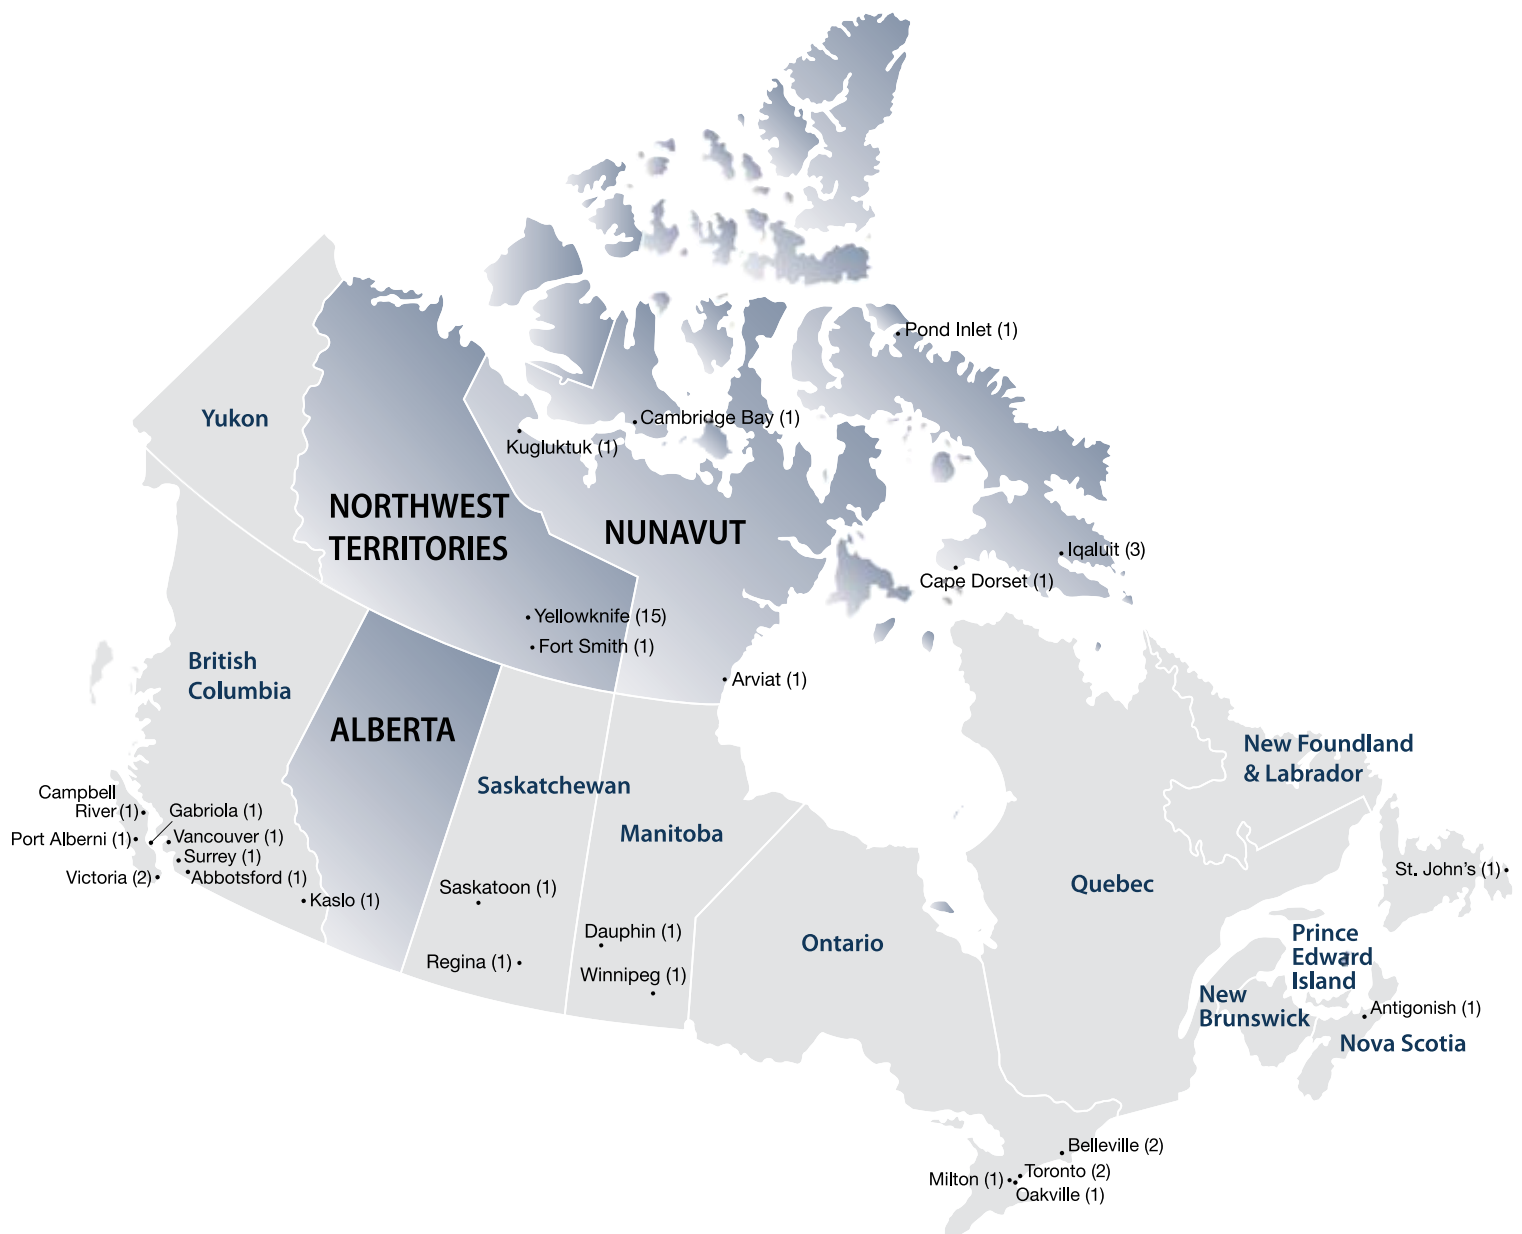 Pond Inlet (1)
Yukon
Cambridge Bay (1)
Kugluktuk (1)
NORTHWEST
TERRITORIES
NUNAVUT
Iqaluit (3)
Cape Dorset (1)
Yellowknife (15)
Fort Smith (1)
Arviat (1)
British
Columbia
ALBERTA
New Foundland
& Labrador
Saskatchewan
Manitoba
Campbell
River (1)
Gabriola (1)
Port Alberni (1)
Vancouver (1)
Surrey (1)
Victoria (2)
Abbotsford (1)
Kaslo (1)
Saskatoon (1)
Regina (1)
Dauphin (1)
Winnipeg (1)
Ontario
Quebec
St. John's (1)
Prince
Edward
Island
New
Brunswick
Antigonish (1)
Nova Scotia
Belleville (2)
Toronto (2)
Milton (1)
Oakville (1)